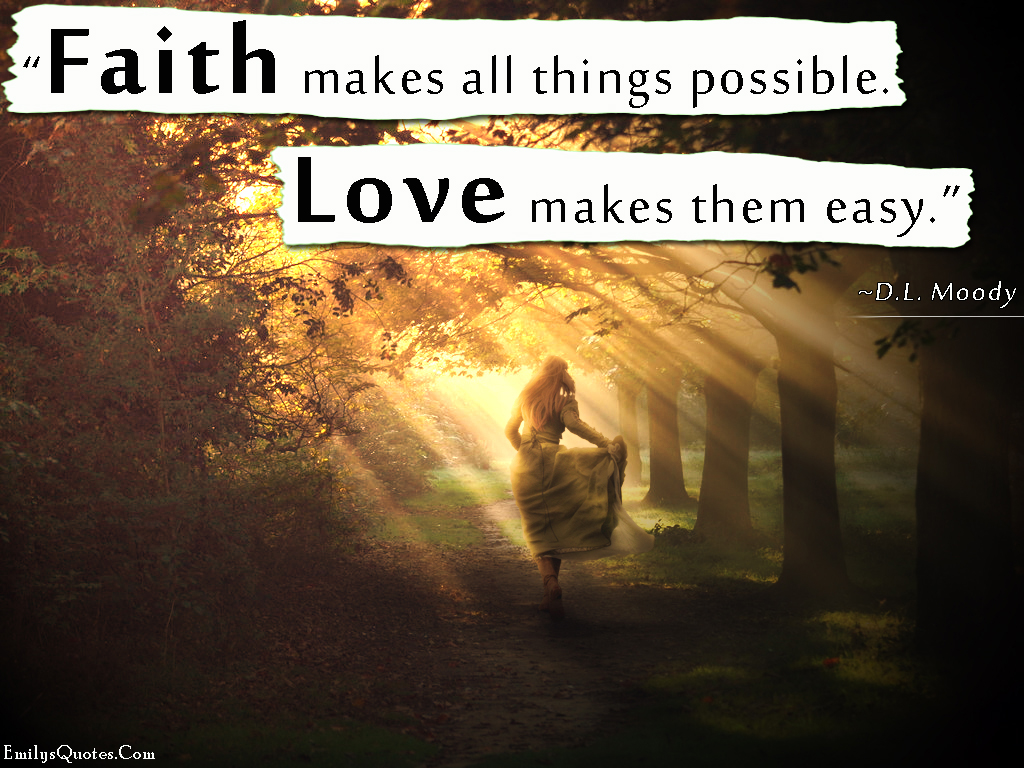 “Faith makes all things possible.
Love makes them easy.”
~D.L. Moody
EmilysQuotes.Com